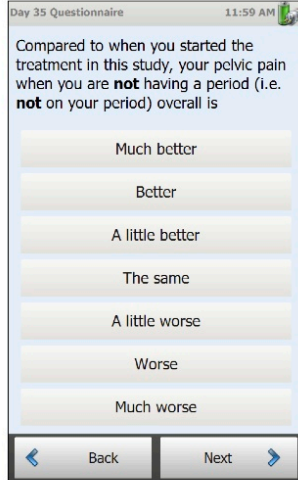 Day 35 Questionnaire 11:59 AM
Compared to when you started the
treatment in this study, your pelvic pain
when you are not having a period (i.e.
not on your period) overall is
Much better
Better
A little better
The same
A little worse
Worse
Much worse
Back Next